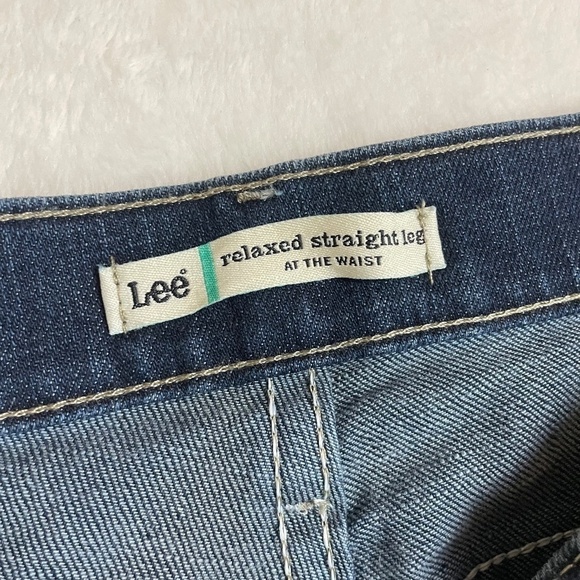 Lee
relaxed straight leg
AT THE WAIST